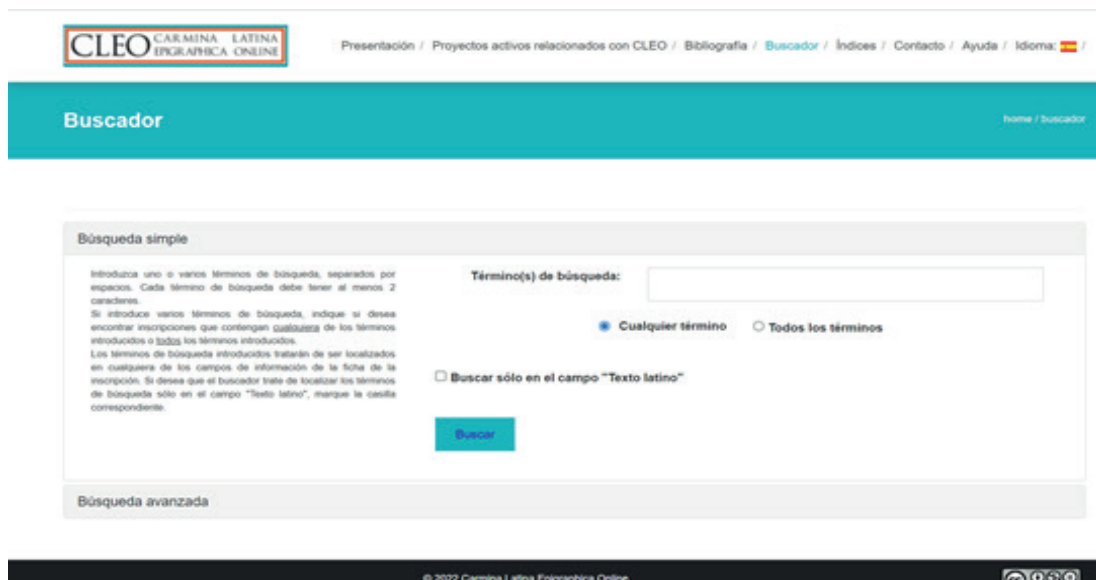 CLEO CARMINA LATINA EPIGRAPHICA ONLINE
Presentación / Proyectos activos relacionados con CLEO / Bibliografía / Buscador / Índices / Contacto / Ayuda / Idioma: /
Buscador
home / buscador
Búsqueda simple
Introduzca uno o varios términos de búsqueda, separados por
espacios. Cada término de búsqueda debe tener al menos 2
caracteres.
Si introduce varios términos de búsqueda, indique si desea
encontrar inscripciones que contengan cualquiera de los términos
introducidos o todos los términos introducidos.
Los términos de búsqueda introducidos tratarán de ser localizados
en cualquiera de los campos de información de la ficha de la
inscripción. Si desea que el buscador trate de localizar los términos
de búsqueda sólo en el campo "Texto latino", marque la casilla
correspondiente.
Término(s) de búsqueda:
Cualquier término
Todos los términos
Buscar sólo en el campo "Texto latino"
Buscar
Búsqueda avanzada
© 2022 Carmina Latina Epigraphica Online